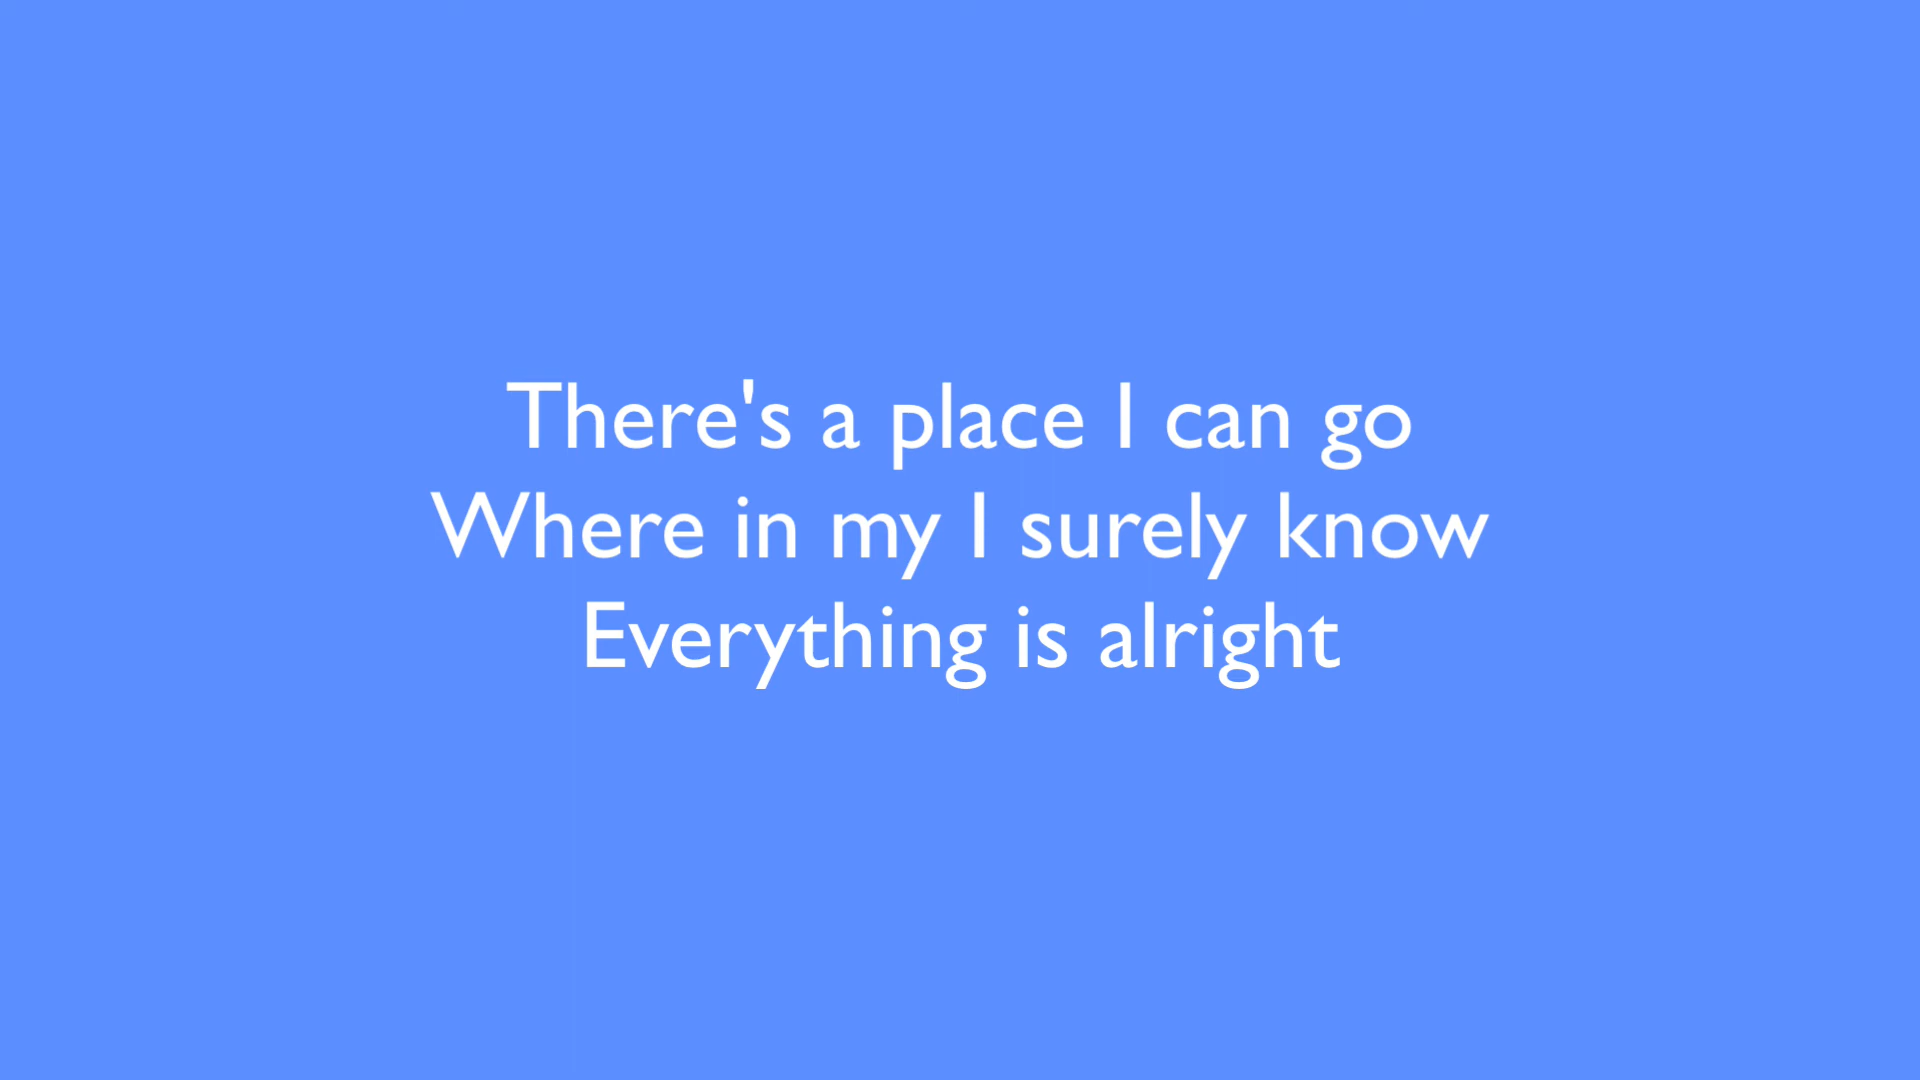 There's a place I can go
Where in my I surely know
Everything is alright